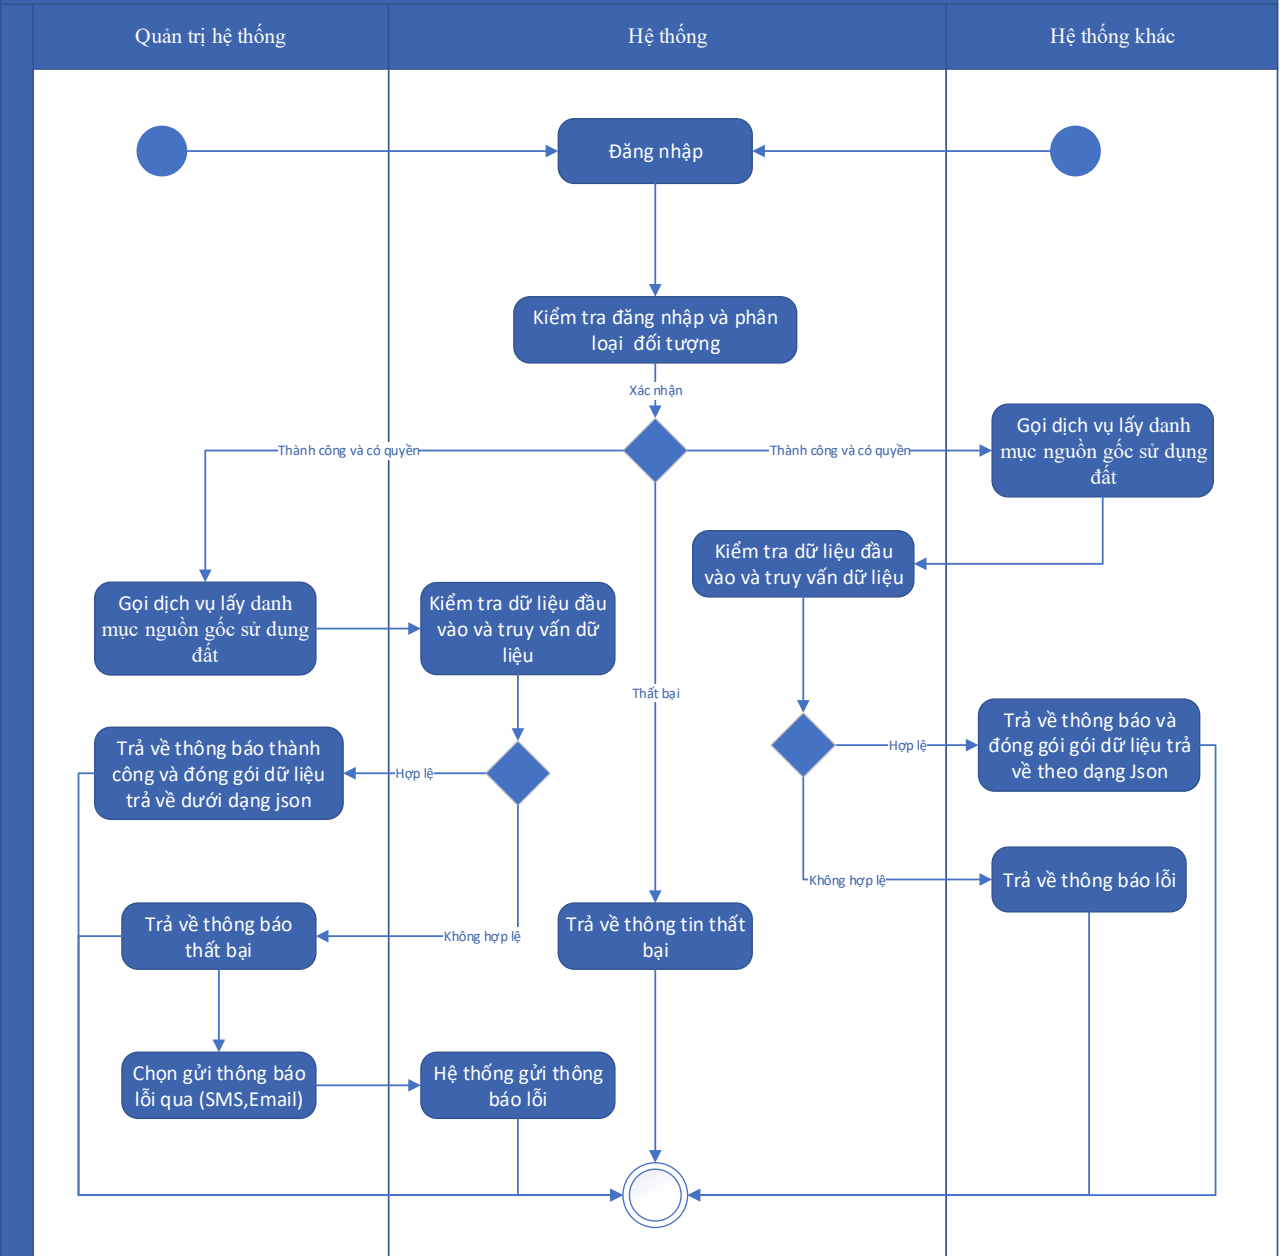 Quản trị hệ thống
Hệ thống
Hệ thống khác
Đăng nhập
Kiểm tra đăng nhập và phân
loại đối tượng
Xác nhận
Thành công và có quyền
Thành công và có quyền
Gọi dịch vụ lấy danh
mục nguồn gốc sử dụng
đất
Kiểm tra dữ liệu đầu
vào và truy vấn dữ liệu
Gọi dịch vụ lấy danh
mục nguồn gốc sử dụng
đất
Kiểm tra dữ liệu đầu
vào và truy vấn dữ
liệu
Thất bại
Trả về thông báo thành
công và đóng gói dữ liệu
trả về dưới dạng json
Hợp lệ
Hợp lệ
Trả về thông báo và
đóng gói gói dữ liệu trả
về theo dạng Json
Không hợp lệ
Trả về thông báo lỗi
Trả về thông báo
thất bại
Không hợp lệ
Trả về thông tin thất
bại
Chọn gửi thông báo
lỗi qua (SMS,Email)
Hệ thống gửi thông
báo lỗi